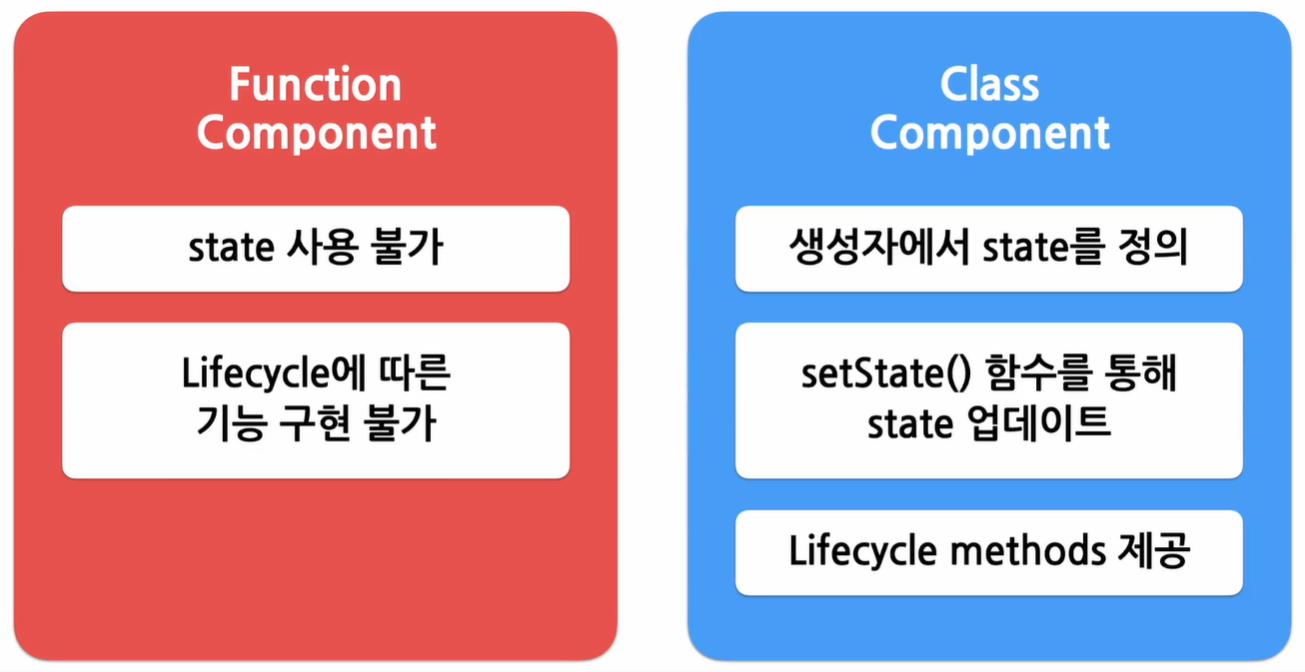 Function
Component
state 사용 불가
Lifecycle에 따른
기능 구현 불가
Class
Component
생성자에서 state를 정의
setState() 함수를 통해
state 업데이트
Lifecycle methods 제공